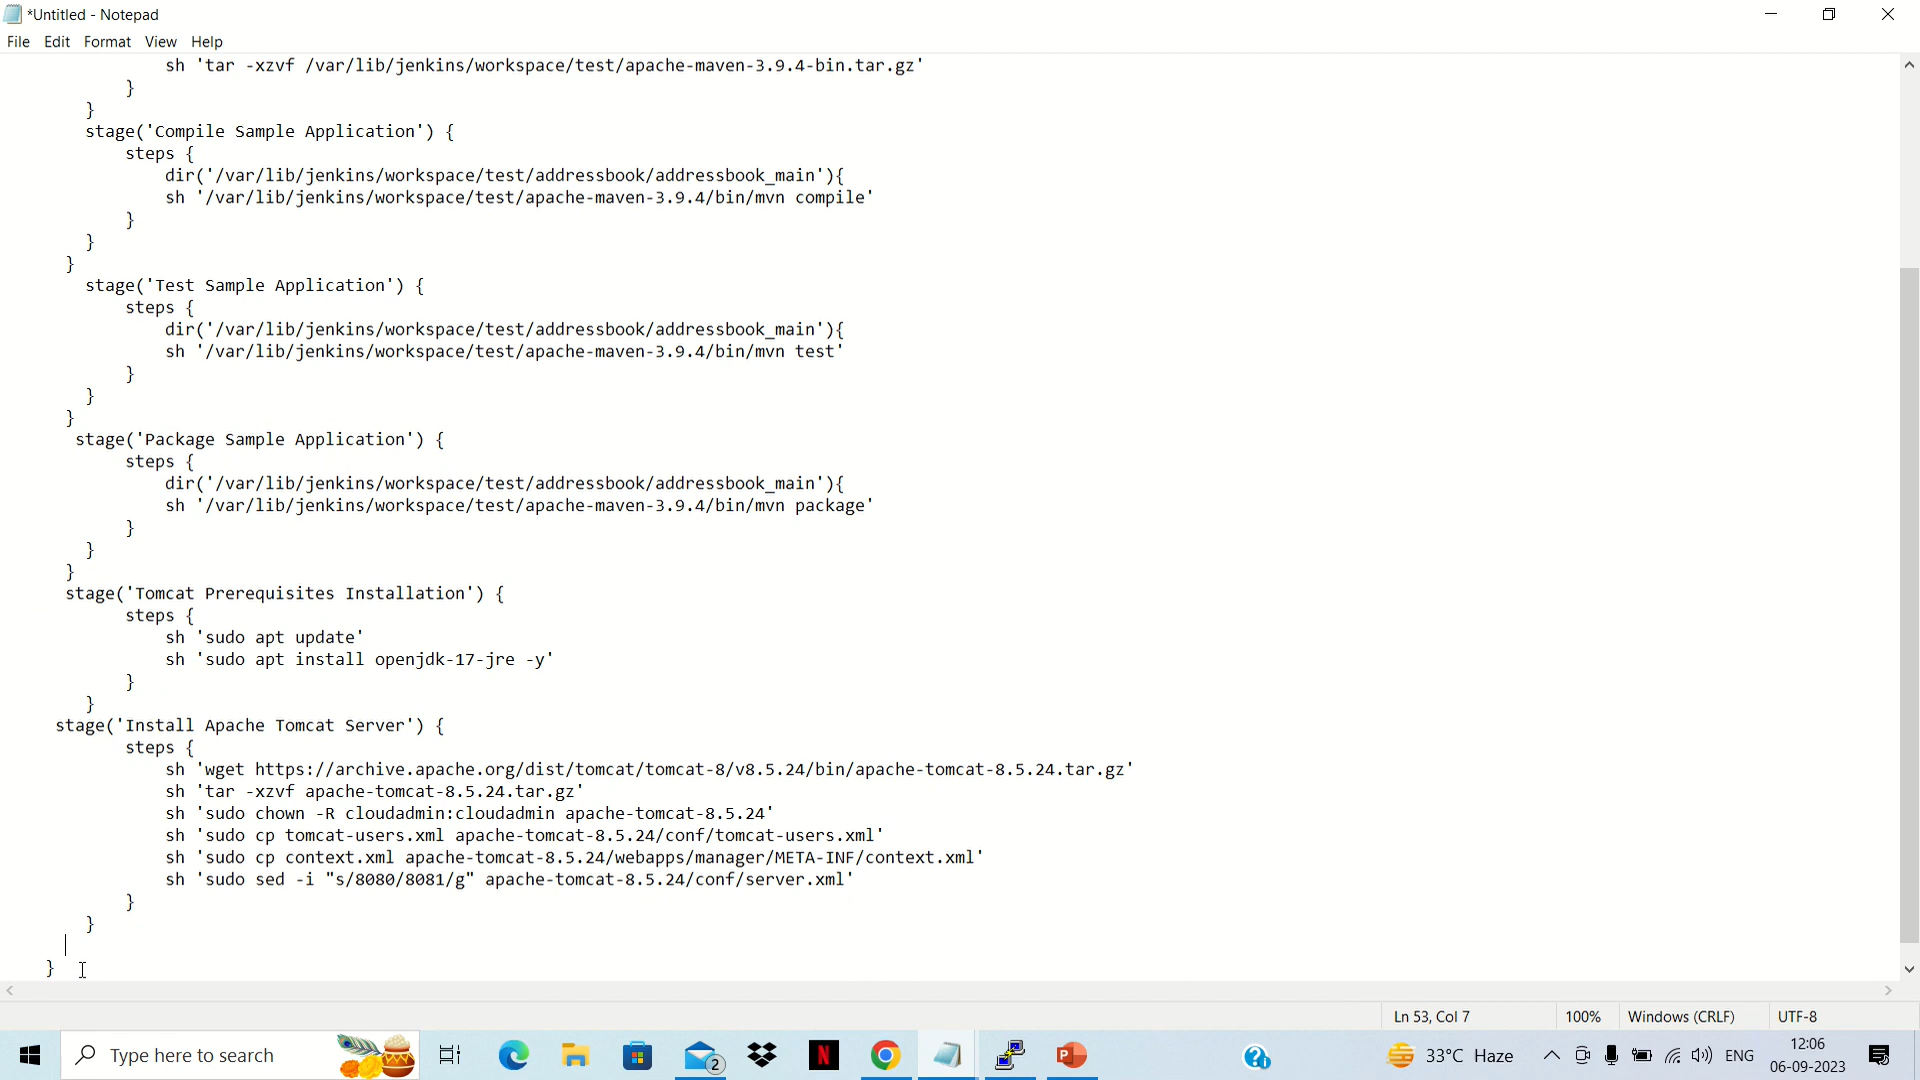 *Untitled - Notepad
File Edit Format View Help
sh 'tar -xzvf /var/lib/jenkins/workspace/test/apache-maven-3.9.4-bin.tar.gz'
}
}
stage('Compile Sample Application') {
steps {
dir('/var/lib/jenkins/workspace/test/addressbook/addressbook_main'){
sh '/var/lib/jenkins/workspace/test/apache-maven-3.9.4/bin/mvn compile'
}
}
}
stage('Test Sample Application') {
steps {
dir('/var/lib/jenkins/workspace/test/addressbook/addressbook_main'){
sh '/var/lib/jenkins/workspace/test/apache-maven-3.9.4/bin/mvn test'
}
}
}
stage('Package Sample Application') {
steps {
dir('/var/lib/jenkins/workspace/test/addressbook/addressbook_main'){
sh '/var/lib/jenkins/workspace/test/apache-maven-3.9.4/bin/mvn package'
}
}
}
stage('Tomcat Prerequisites Installation') {
steps {
sh 'sudo apt update'
sh 'sudo apt install openjdk-17-jre -y'
}
}
stage('Install Apache Tomcat Server') {
steps {
sh 'wget https://archive.apache.org/dist/tomcat/tomcat-8/v8.5.24/bin/apache-tomcat-8.5.24.tar.gz'
sh 'tar -xzvf apache-tomcat-8.5.24.tar.gz'
sh 'sudo chown -R cloudadmin:cloudadmin apache-tomcat-8.5.24'
sh 'sudo cp tomcat-users.xml apache-tomcat-8.5.24/conf/tomcat-users.xml'
sh 'sudo cp context.xml apache-tomcat-8.5.24/webapps/manager/META-INF/context.xml'
sh 'sudo sed -i "s/8080/8081/g" apache-tomcat-8.5.24/conf/server.xml'
}
}
}
Ln 53, Col 7 100% Windows (CRLF) UTF-8
Type here to search 2 N P 33°C Haze ENG 12:06
06-09-2023